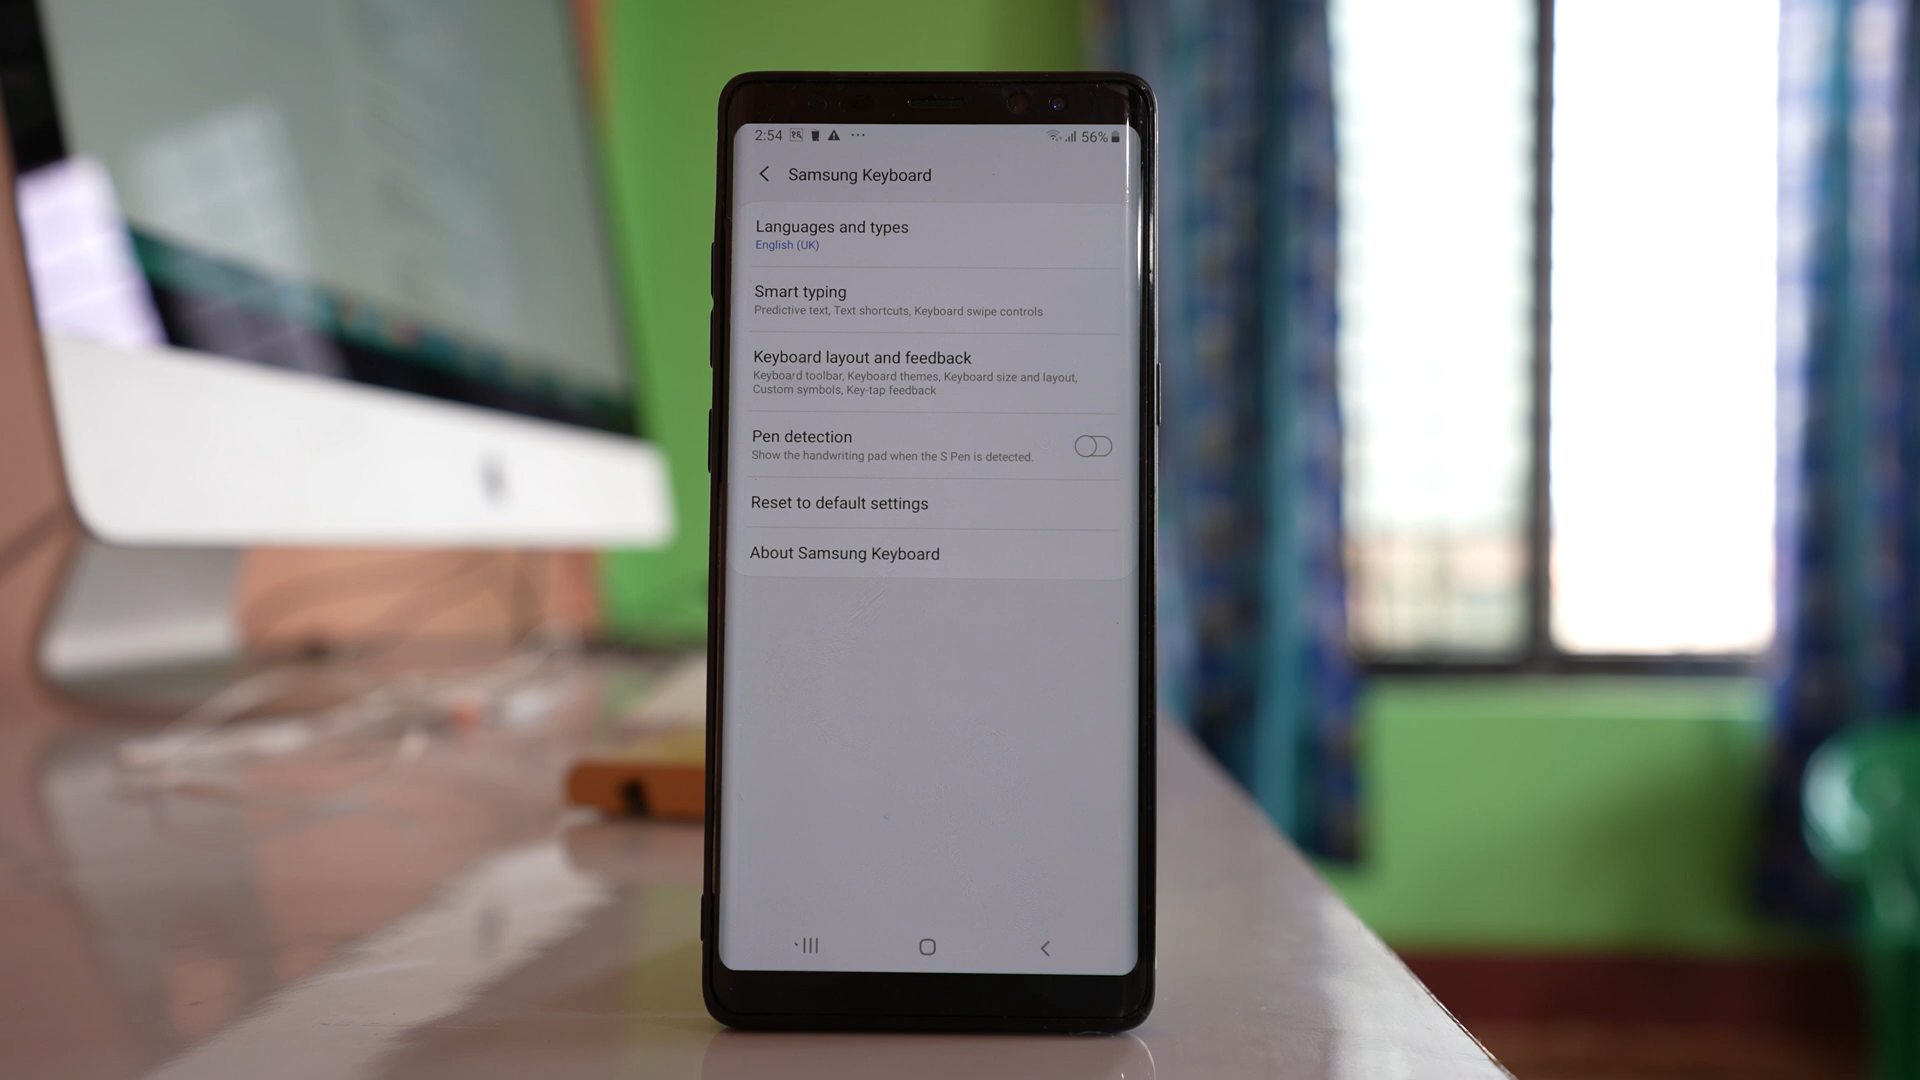 2:54 56%
Samsung Keyboard
Languages and types
English (UK)
Smart typing
Predictive text, Text shortcuts, Keyboard swipe controls
Keyboard layout and feedback
Keyboard toolbar, Keyboard themes, Keyboard size and layout,
Custom symbols, Key-tap feedback
Pen detection
Show the handwriting pad when the S Pen is detected.
Reset to default settings
About Samsung Keyboard